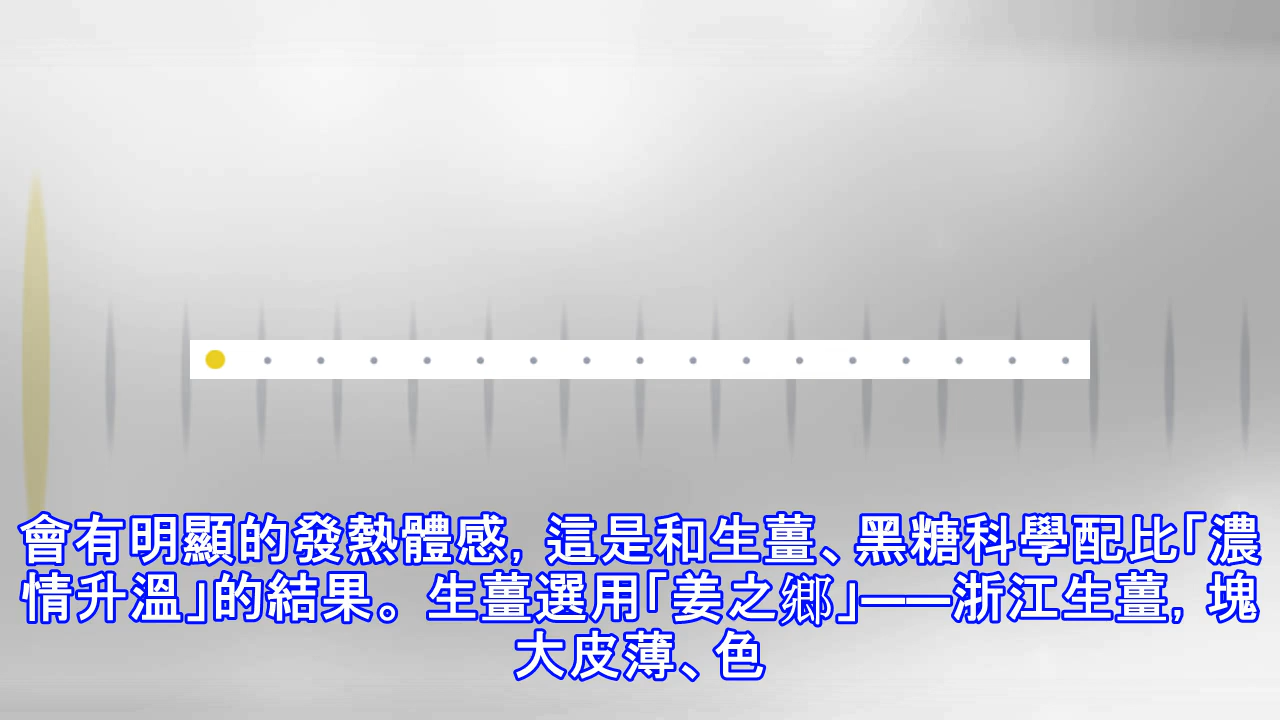 會有明顯的發熱體感, 這是和生薑、黑糖科學配比「濃
情升溫」的結果。生薑選用「姜之鄉」——浙江生薑, 塊
大皮薄、色